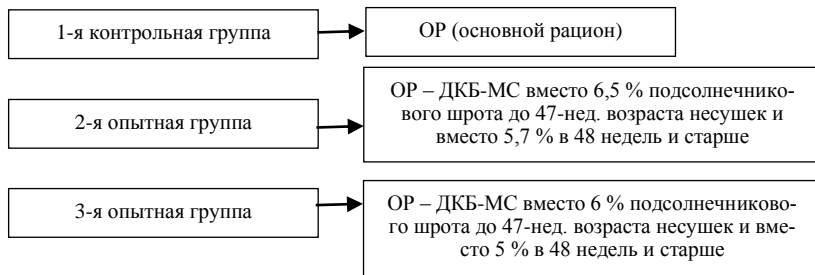 1-я контрольная группа
ОР (основной рацион)
2-я опытная группа
ОР – ДКБ-МС вместо 6,5 % подсолнечнико-
вого шрота до 47-нед. возраста несушек и
вместо 5,7 % в 48 недель и старше
3-я опытная группа
ОР – ДКБ-МС вместо 6 % подсолнечниково-
го шрота до 47-нед. возраста несушек и вме-
сто 5 % в 48 недель и старше